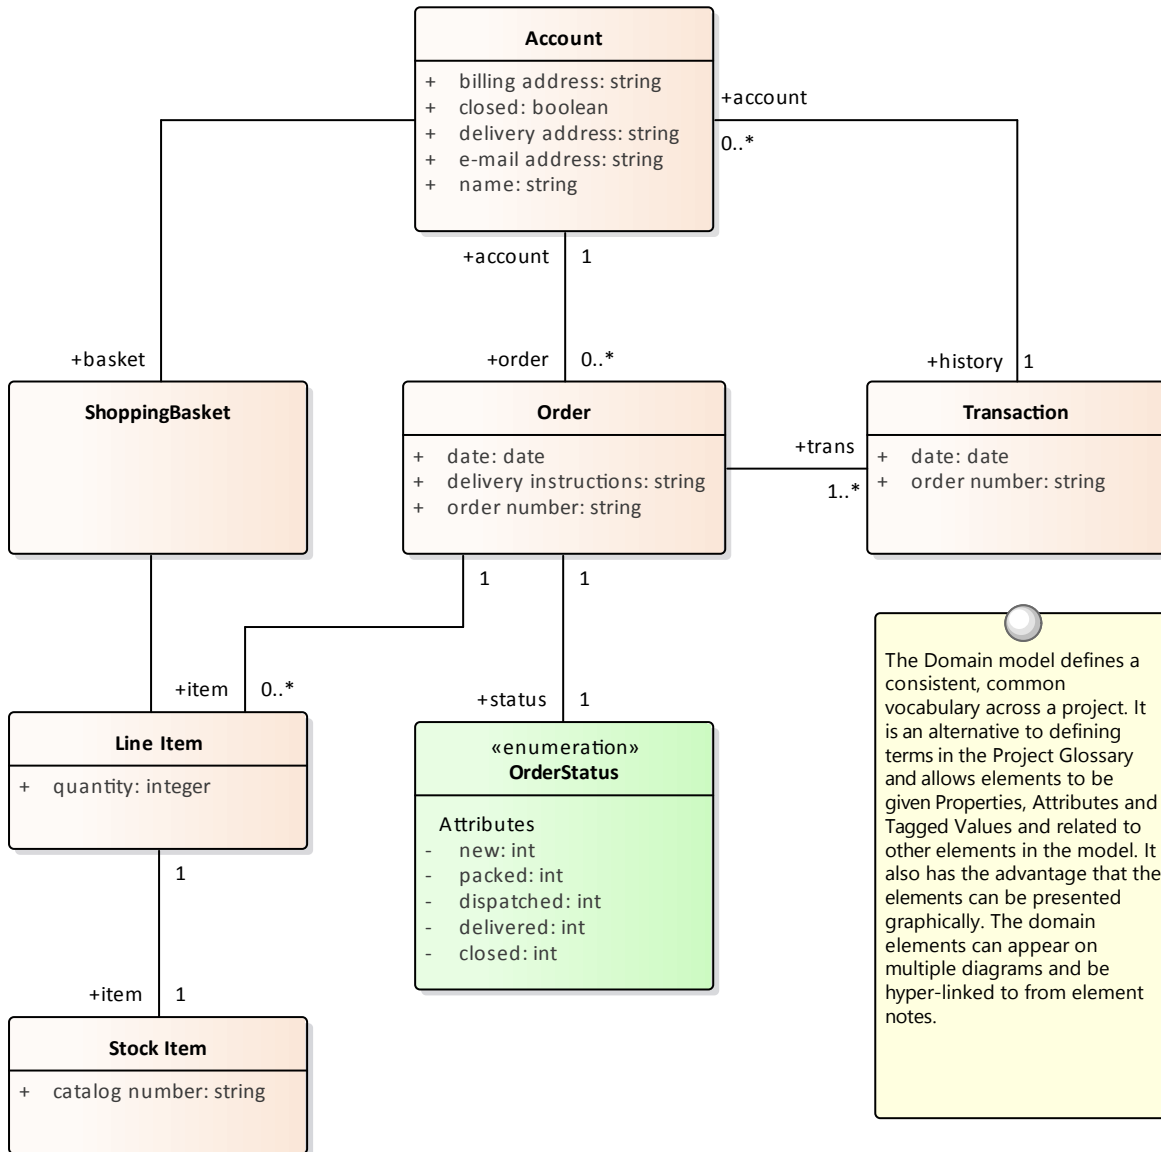 Account
+ billing address: string
+ closed: boolean
+ delivery address: string
+ e-mail address: string
+ name: string
+account
0..*
+account 1
+basket
+order 0..*
+history 1
ShoppingBasket
Order
+ date: date
+ delivery instructions: string
+ order number: string
+trans
1..*
Transaction
+ date: date
+ order number: string
1
1
+item 0..*
+status 1
Line Item
+ quantity: integer
«enumeration»
OrderStatus
Attributes
- new: int
- packed: int
- dispatched: int
- delivered: int
- closed: int
1
+item 1
Stock Item
+ catalog number: string
The Domain model defines a
consistent, common
vocabulary across a project. It
is an alternative to defining
terms in the Project Glossary
and allows elements to be
given Properties, Attributes and
Tagged Values and related to
other elements in the model. It
also has the advantage that the
elements can be presented
graphically. The domain
elements can appear on
multiple diagrams and be
hyper-linked to from element
notes.